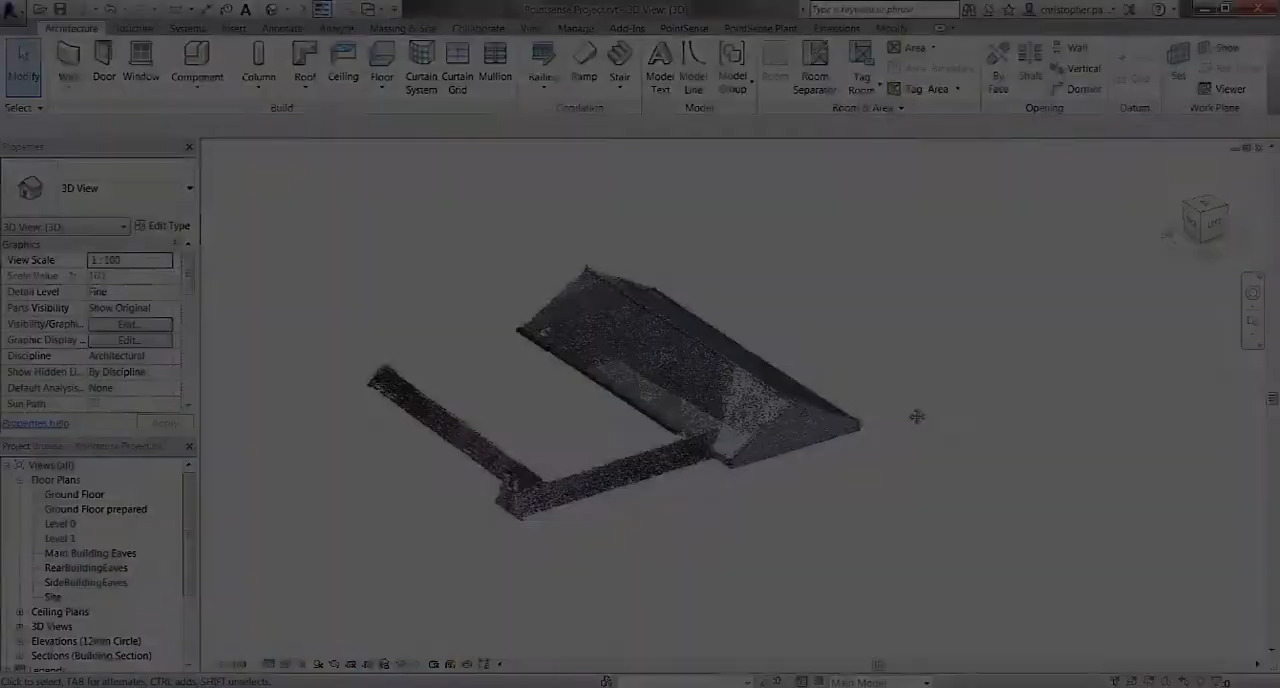 Pointsense Project.rvt - 3D View: {3D}
Type a keyword or phrase
christopher.pa...
Architecture Structure Systems Insert Annotate Analyze Massing & Site Collaborate View Manage Add-Ins PointSense PointSense Plant Extensions Modify
Modify Wall Door Window Component Column Roof Ceiling Floor Curtain System Curtain Grid Mullion Railing Ramp Stair Model Text Model Line Model Group Room Room Separator Tag Room Area Area Boundary Tag Area By Face Shaft Wall Vertical Dormer Grid Set Show Viewer
Select Build Circulation Model Room & Area Opening Datum Work Plane
Properties
3D View
3D View: {3D} Edit Type
Graphics
View Scale 1 : 100
Scale Value 1: 100
Detail Level Fine
Parts Visibility Show Original
Visibility/Graphi... Edit...
Graphic Display ... Edit...
Discipline Architectural
Show Hidden Li... By Discipline
Default Analysis... None
Sun Path
Properties help Apply
Project Browser - Pointsense Project.rvt
Views (all)
Floor Plans
Ground Floor
Ground Floor prepared
Level 0
Level 1
Main Building Eaves
RearBuildingEaves
SideBuildingEaves
Site
Ceiling Plans
3D Views
Elevations (12mm Circle)
Sections (Building Section)
Legends
LEFT
Click to select, TAB for alternates, CTRL adds, SHIFT unselects.
:0
Main Model
:0